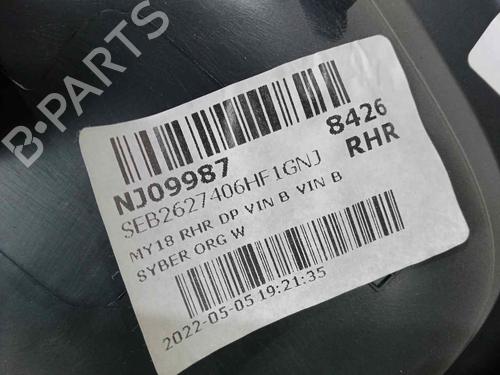 B-PARTS
NJ09987 8426
SEB2627406HF1GNJ RHR
MY18 RHR DP VIN B VIN B
SYBER ORG W
2022-05-05 19:21:35